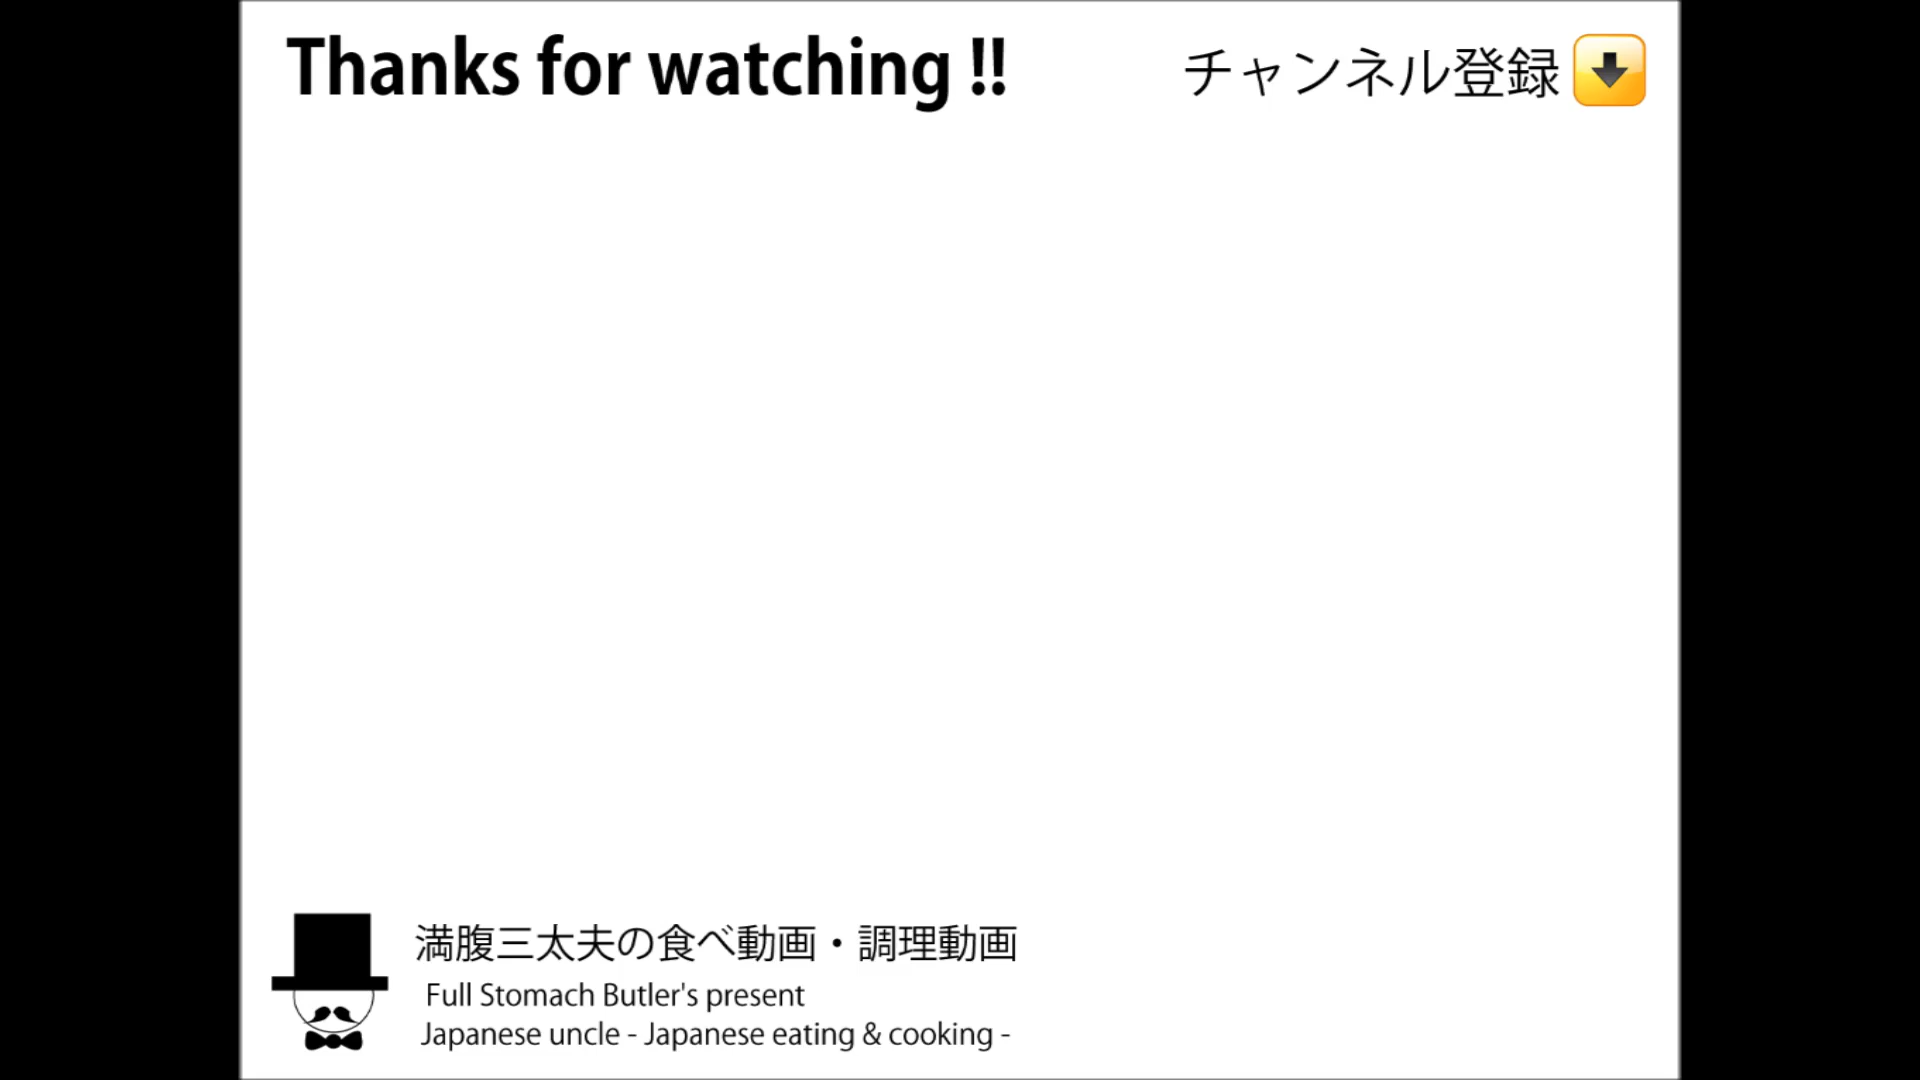 Thanks for watching !!
チャンネル登録
満腹三太夫の食べ動画・調理動画
Full Stomach Butler's present
Japanese uncle - Japanese eating & cooking -